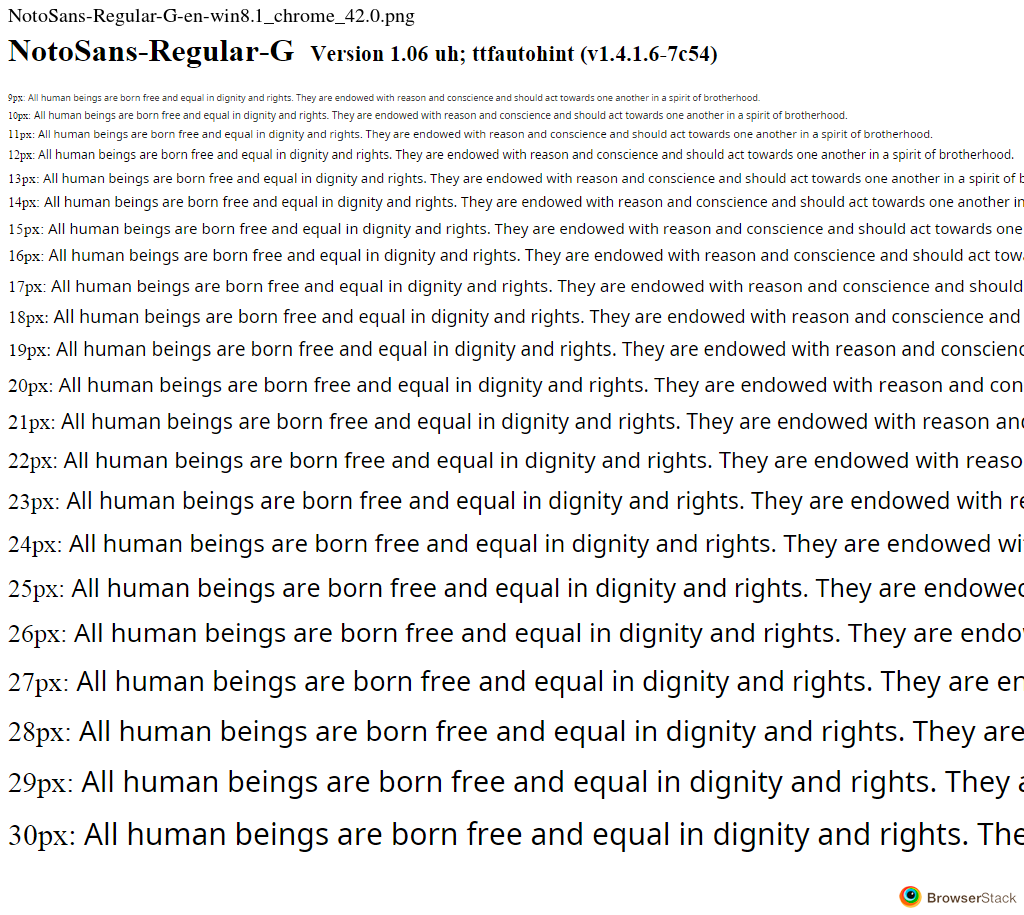 NotoSans-Regular-G-en-win8.1_chrome_42.0.png
NotoSans-Regular-G Version 1.06 uh; ttfautohint (v1.4.1.6-7c54)
9px: All human beings are born free and equal in dignity and rights. They are endowed with reason and conscience and should act towards one another in a spirit of brotherhood.
10px: All human beings are born free and equal in dignity and rights. They are endowed with reason and conscience and should act towards one another in a spirit of brotherhood.
11px: All human beings are born free and equal in dignity and rights. They are endowed with reason and conscience and should act towards one another in a spirit of brotherhood.
12px: All human beings are born free and equal in dignity and rights. They are endowed with reason and conscience and should act towards one another in a spirit of brotherhood.
13px: All human beings are born free and equal in dignity and rights. They are endowed with reason and conscience and should act towards one another in a spirit of b
14px: All human beings are born free and equal in dignity and rights. They are endowed with reason and conscience and should act towards one another in
15px: All human beings are born free and equal in dignity and rights. They are endowed with reason and conscience and should act towards one
16px: All human beings are born free and equal in dignity and rights. They are endowed with reason and conscience and should act tow
17px: All human beings are born free and equal in dignity and rights. They are endowed with reason and conscience and should
18px: All human beings are born free and equal in dignity and rights. They are endowed with reason and conscience and
19px: All human beings are born free and equal in dignity and rights. They are endowed with reason and conscienc
20px: All human beings are born free and equal in dignity and rights. They are endowed with reason and con
21px: All human beings are born free and equal in dignity and rights. They are endowed with reason and
22px: All human beings are born free and equal in dignity and rights. They are endowed with reaso
23px: All human beings are born free and equal in dignity and rights. They are endowed with re
24px: All human beings are born free and equal in dignity and rights. They are endowed wi
25px: All human beings are born free and equal in dignity and rights. They are endowed
26px: All human beings are born free and equal in dignity and rights. They are endo
27px: All human beings are born free and equal in dignity and rights. They are en
28px: All human beings are born free and equal in dignity and rights. They are
29px: All human beings are born free and equal in dignity and rights. They a
30px: All human beings are born free and equal in dignity and rights. The
BrowserStack